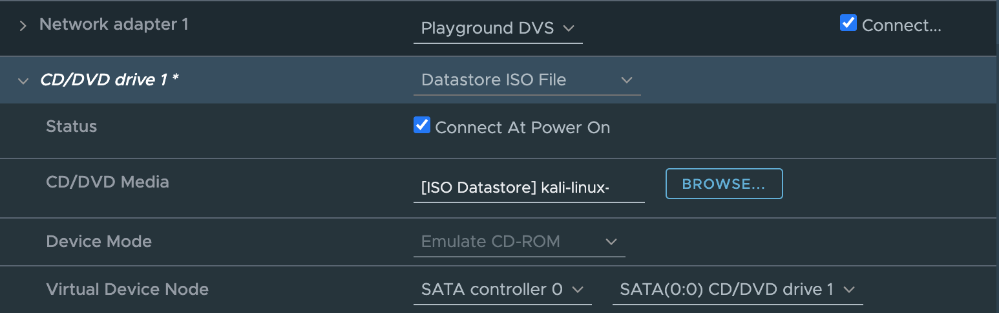 Network adapter 1 Playground DVS Connect...
CD/DVD drive 1 * Datastore ISO File
Status Connect At Power On
CD/DVD Media [ISO Datastore] kali-linux- BROWSE...
Device Mode Emulate CD-ROM
Virtual Device Node SATA controller 0 SATA(0:0) CD/DVD drive 1